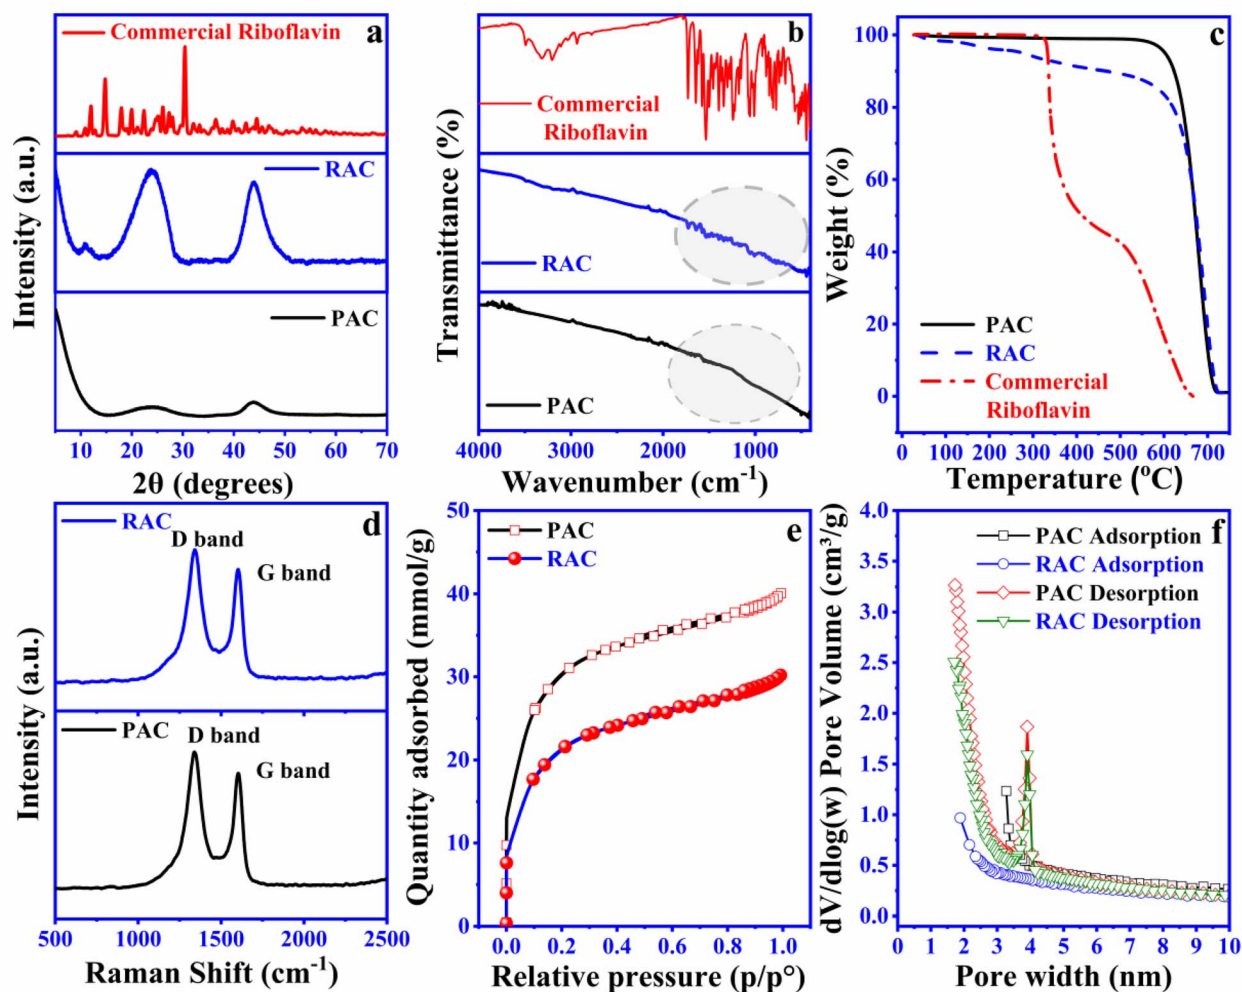 a
Commercial Riboflavin
RAC
PAC
Intensity (a.u.)
10 20 30 40 50 60 70
2θ (degrees)
b
Commercial
Riboflavin
RAC
PAC
Transmittance (%)
4000 3000 2000 1000
Wavenumber (cm⁻¹)
c
Weight (%)
100
80
60
40
20
0
PAC
RAC
Commercial
Riboflavin
0 100 200 300 400 500 600 700
Temperature (ºC)
d
RAC
D band
G band
PAC
D band
G band
Intensity (a.u.)
500 1000 1500 2000 2500
Raman Shift (cm⁻¹)
e
PAC
RAC
Quantity adsorbed (mmol/g)
50
40
30
20
10
0
0.0 0.2 0.4 0.6 0.8 1.0
Relative pressure (p/p°)
f
PAC Adsorption
RAC Adsorption
PAC Desorption
RAC Desorption
dV/dlog(w) Pore Volume (cm³/g)
4.0
3.5
3.0
2.5
2.0
1.5
1.0
0.5
0.0
0 1 2 3 4 5 6 7 8 9 10
Pore width (nm)